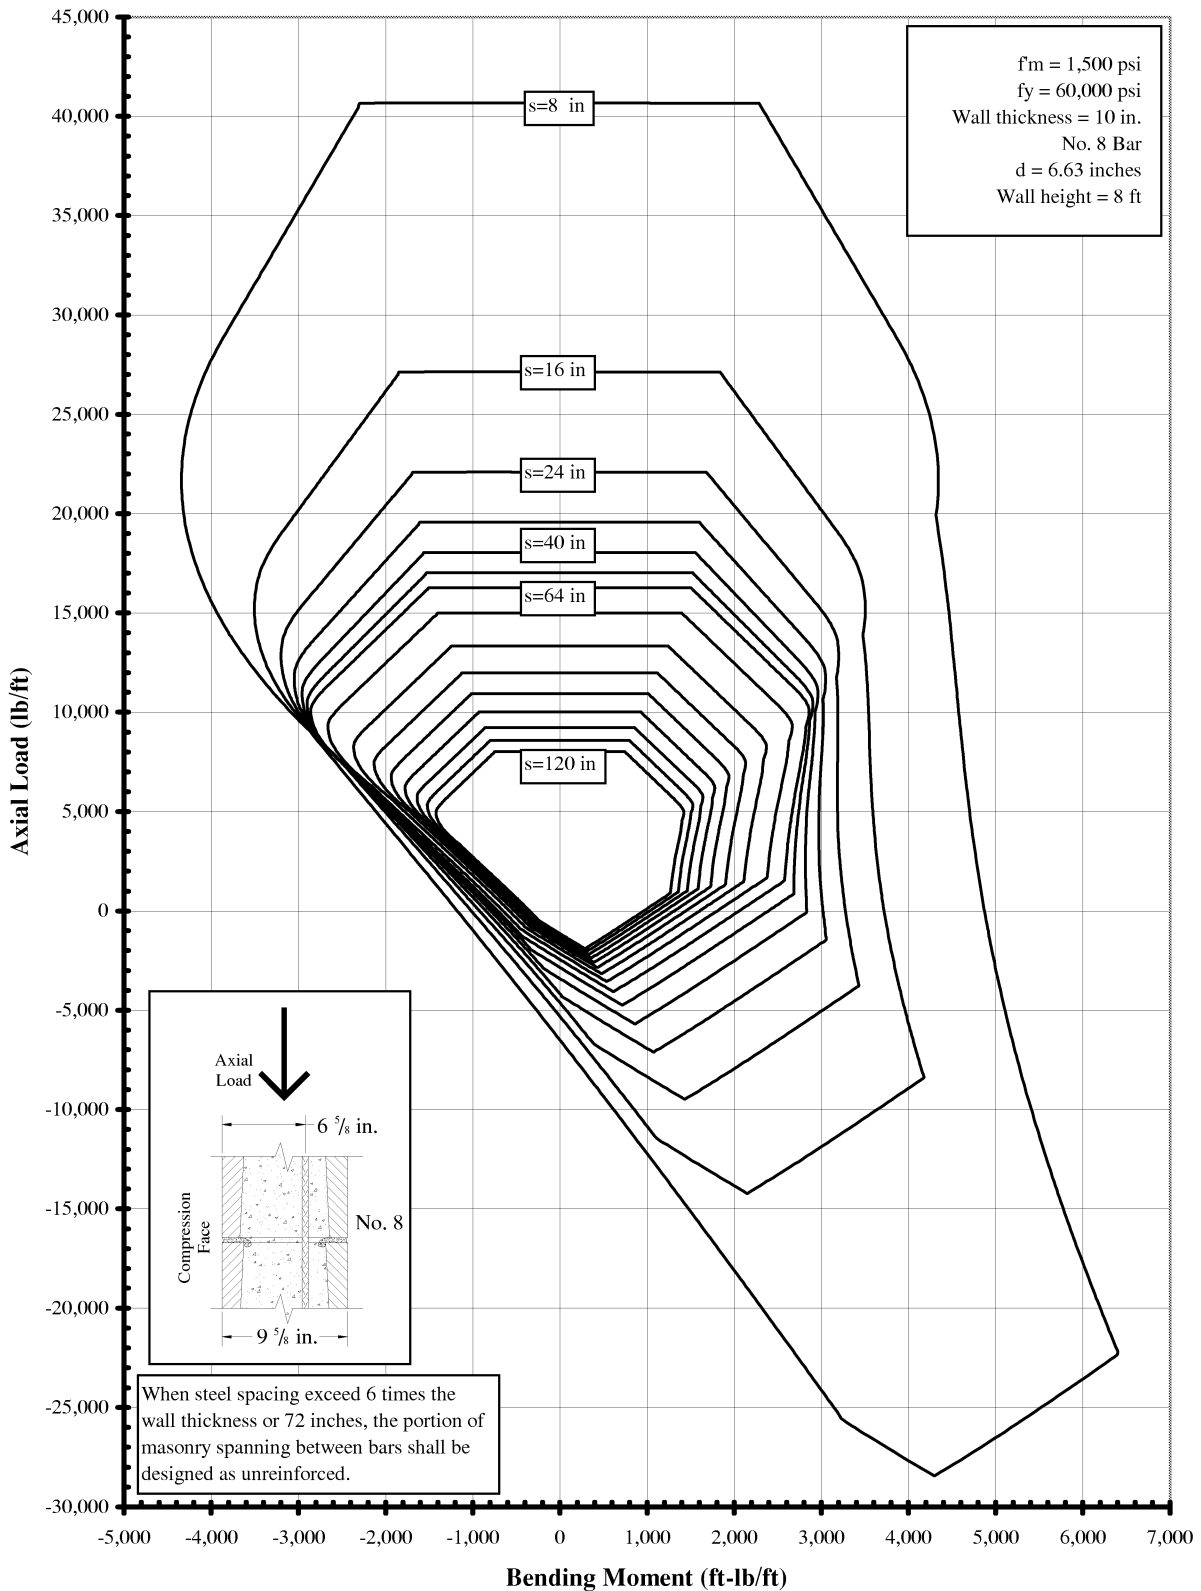 45,000
40,000
35,000
30,000
25,000
20,000
15,000
10,000
5,000
0
-5,000
-10,000
-15,000
-20,000
-25,000
-30,000
Axial Load (lb/ft)
f'm = 1,500 psi
fy = 60,000 psi
Wall thickness = 10 in.
No. 8 Bar
d = 6.63 inches
Wall height = 8 ft
s=8 in
s=16 in
s=24 in
s=40 in
s=64 in
s=120 in
Axial
Load
6 5/8 in.
Compression
Face
No. 8
9 5/8 in.
When steel spacing exceed 6 times the
wall thickness or 72 inches, the portion of
masonry spanning between bars shall be
designed as unreinforced.
-5,000 -4,000 -3,000 -2,000 -1,000 0 1,000 2,000 3,000 4,000 5,000 6,000 7,000
Bending Moment (ft-lb/ft)